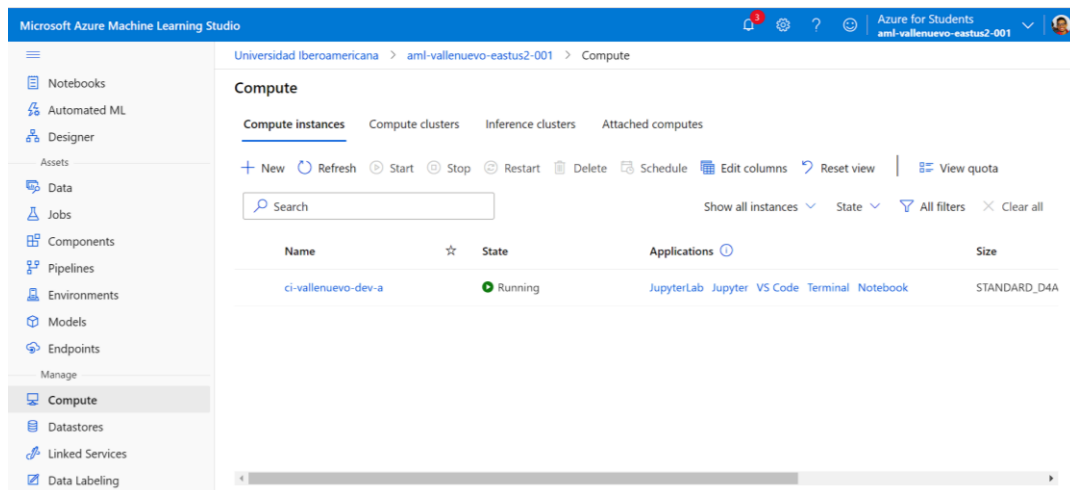 Microsoft Azure Machine Learning Studio
3
Azure for Students
aml-vallenuevo-eastus2-001
Universidad Iberoamericana > aml-vallenuevo-eastus2-001 > Compute
Notebooks
Automated ML
Designer
Assets
Data
Jobs
Components
Pipelines
Environments
Models
Endpoints
Manage
Compute
Datastores
Linked Services
Data Labeling
Compute
Compute instances Compute clusters Inference clusters Attached computes
New Refresh Start Stop Restart Delete Schedule Edit columns Reset view View quota
Search
Show all instances State All filters Clear all
Name State Applications Size
ci-vallenuevo-dev-a Running JupyterLab Jupyter VS Code Terminal Notebook STANDARD_D4A